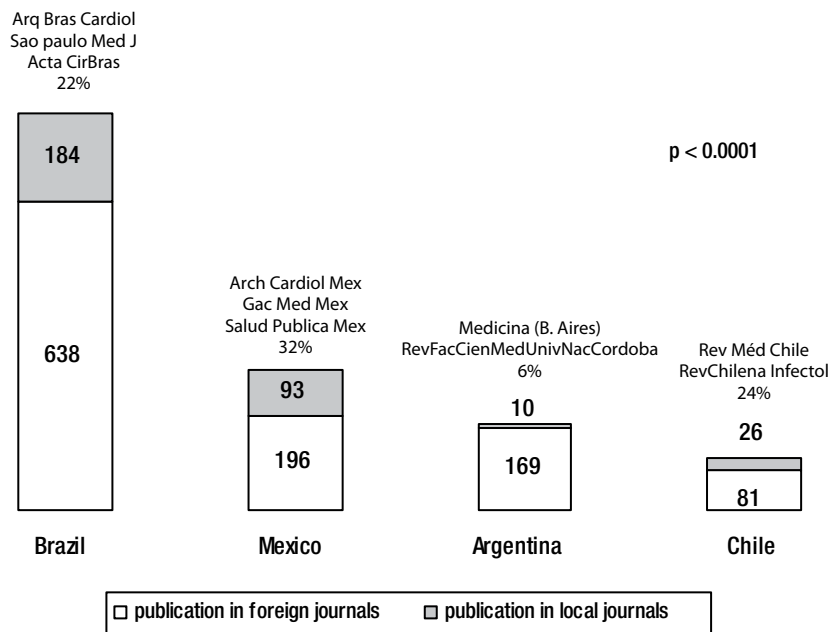 Arq Bras Cardiol
Sao paulo Med J
Acta CirBras
22%
184
638
Brazil
Arch Cardiol Mex
Gac Med Mex
Salud Publica Mex
32%
93
196
Mexico
Medicina (B. Aires)
RevFacCienMedUnivNacCordoba
6%
10
169
Argentina
p < 0.0001
Rev Méd Chile
RevChilena Infectol
24%
26
81
Chile
publication in foreign journals
publication in local journals